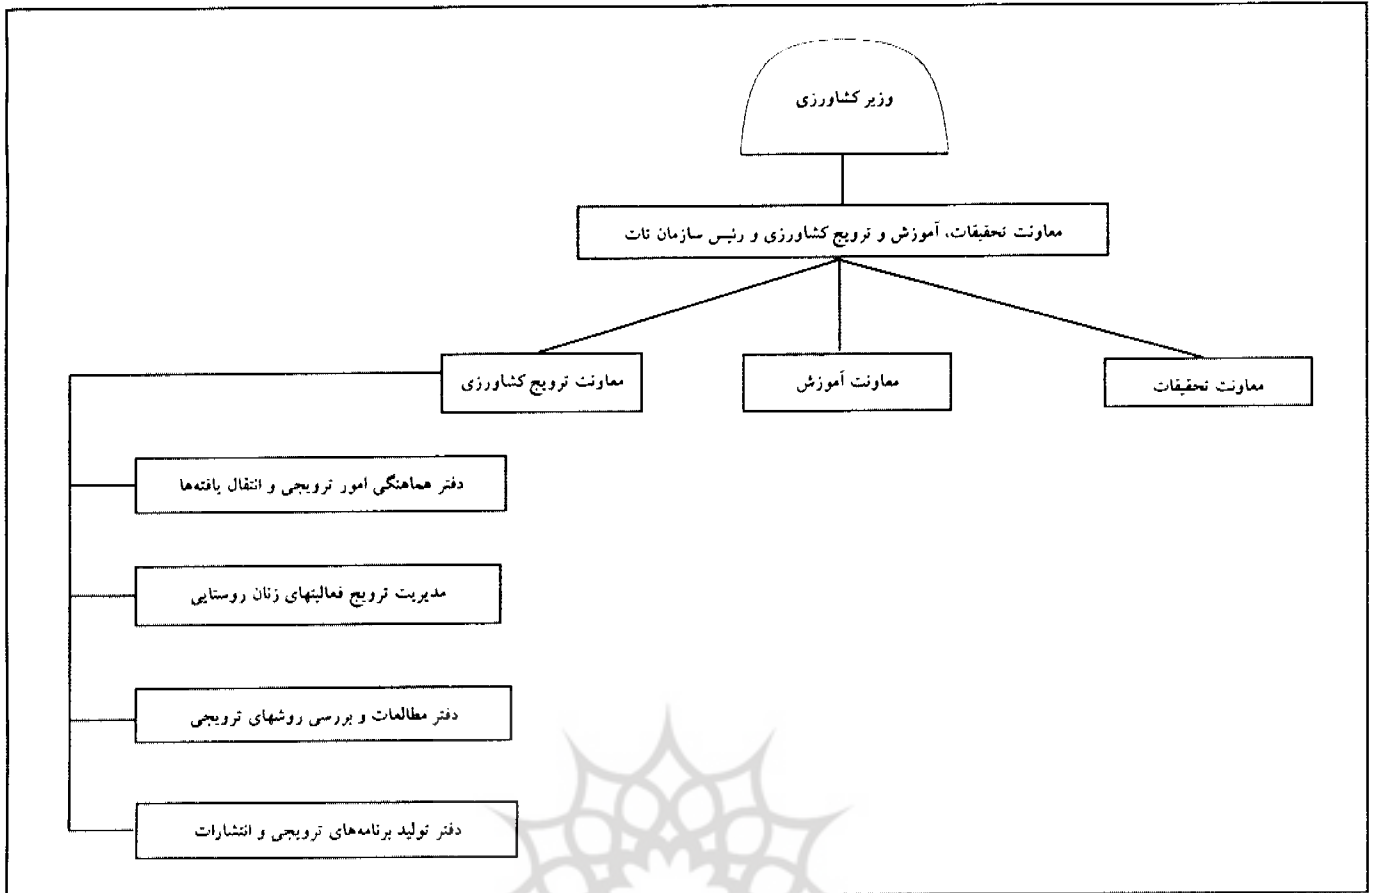 وزیر کشاورزی
معاونت تحقیقات، آموزش و ترویج کشاورزی و رئیس سازمان تات
معاونت تحقیقات
معاونت آموزش
معاونت ترویج کشاورزی
دفتر هماهنگی امور ترویجی و انتقال یافته‌ها
مدیریت ترویج فعالیتهای زنان روستایی
دفتر مطالعات و بررسی روشهای ترویجی
دفتر تولید برنامه‌های ترویجی و انتشارات